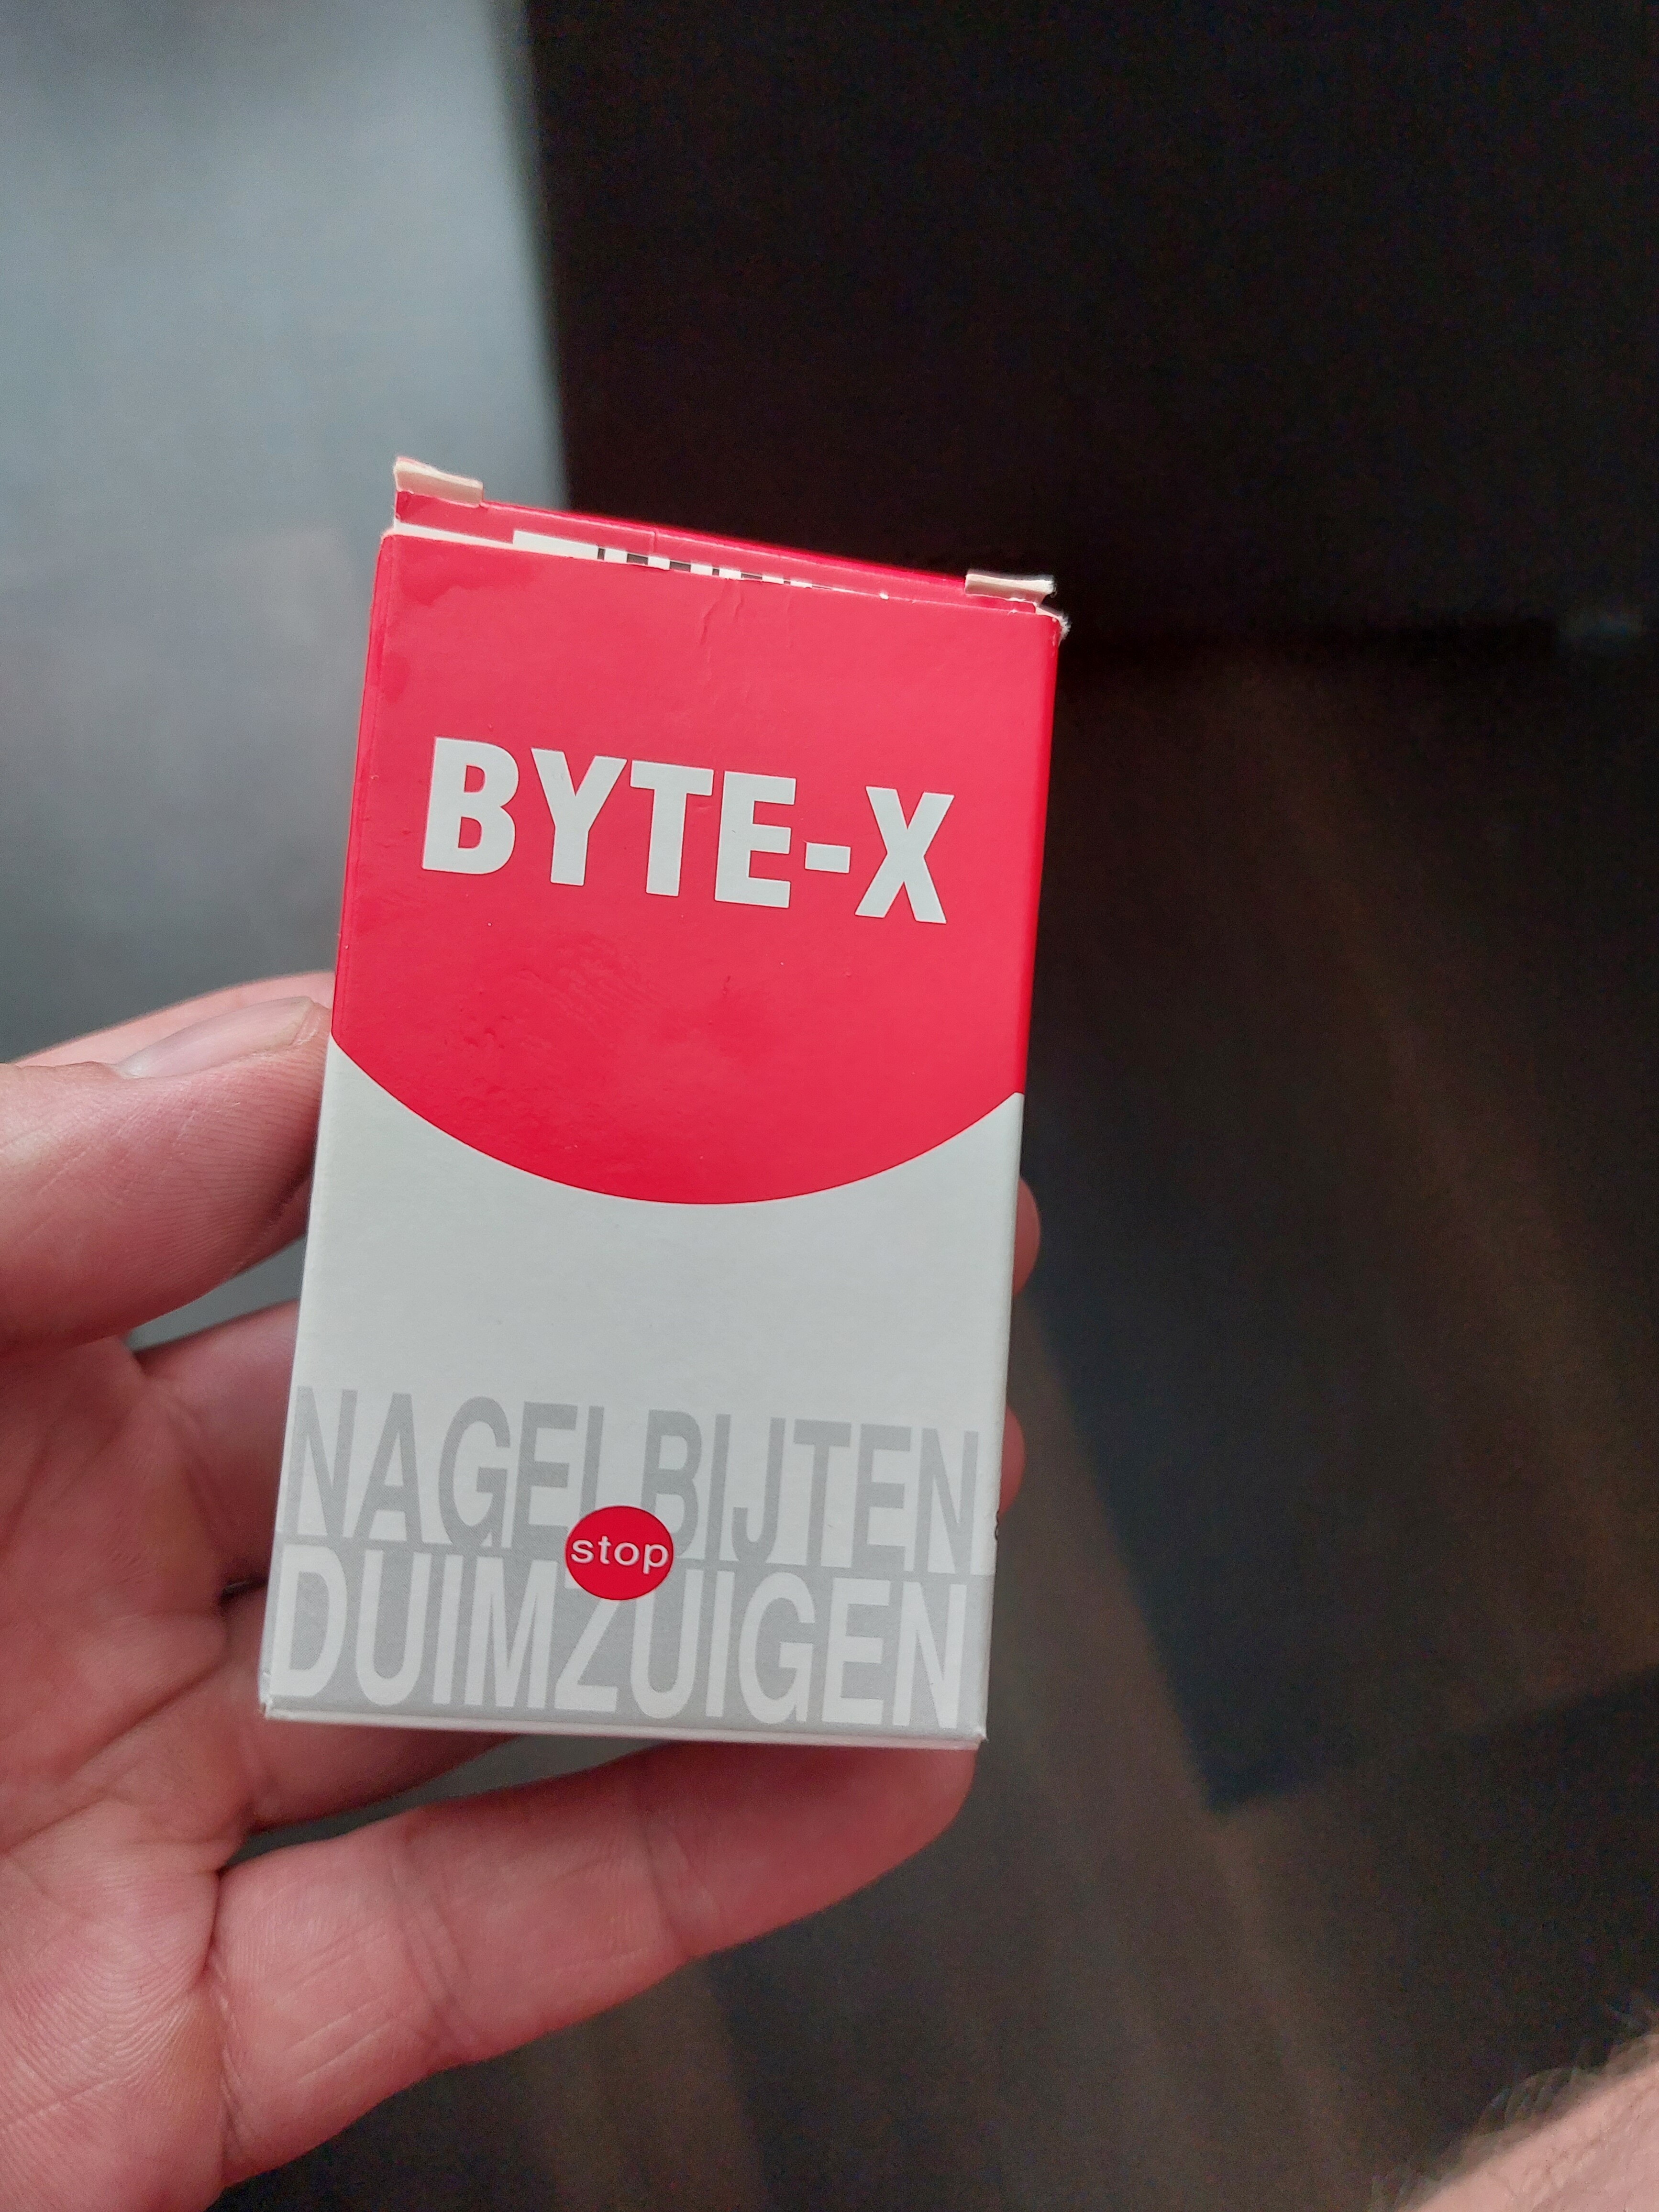 BYTE-X
NAGELBIJTEN
stop
DUIMZUIGEN